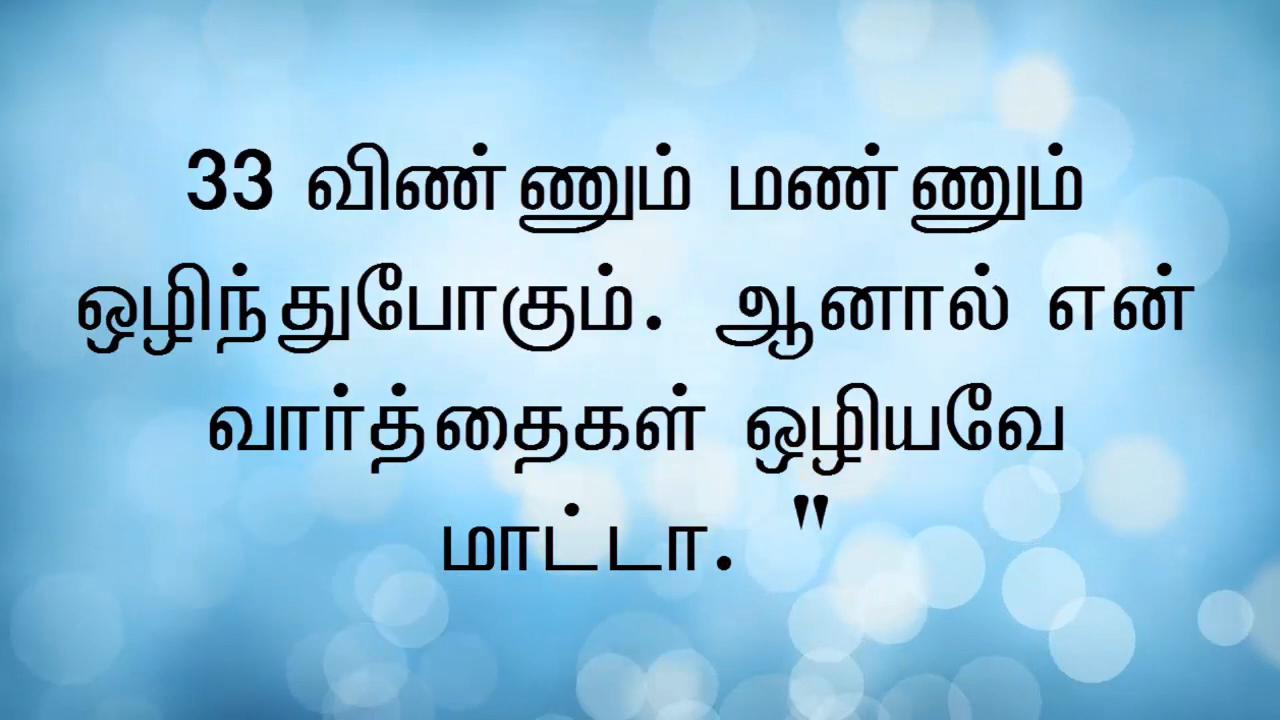 33 விண்ணும் மண்ணும்
ஒழிந்துபோகும். ஆனால் என்
வார்த்தைகள் ஒழியவே
மாட்டா. "